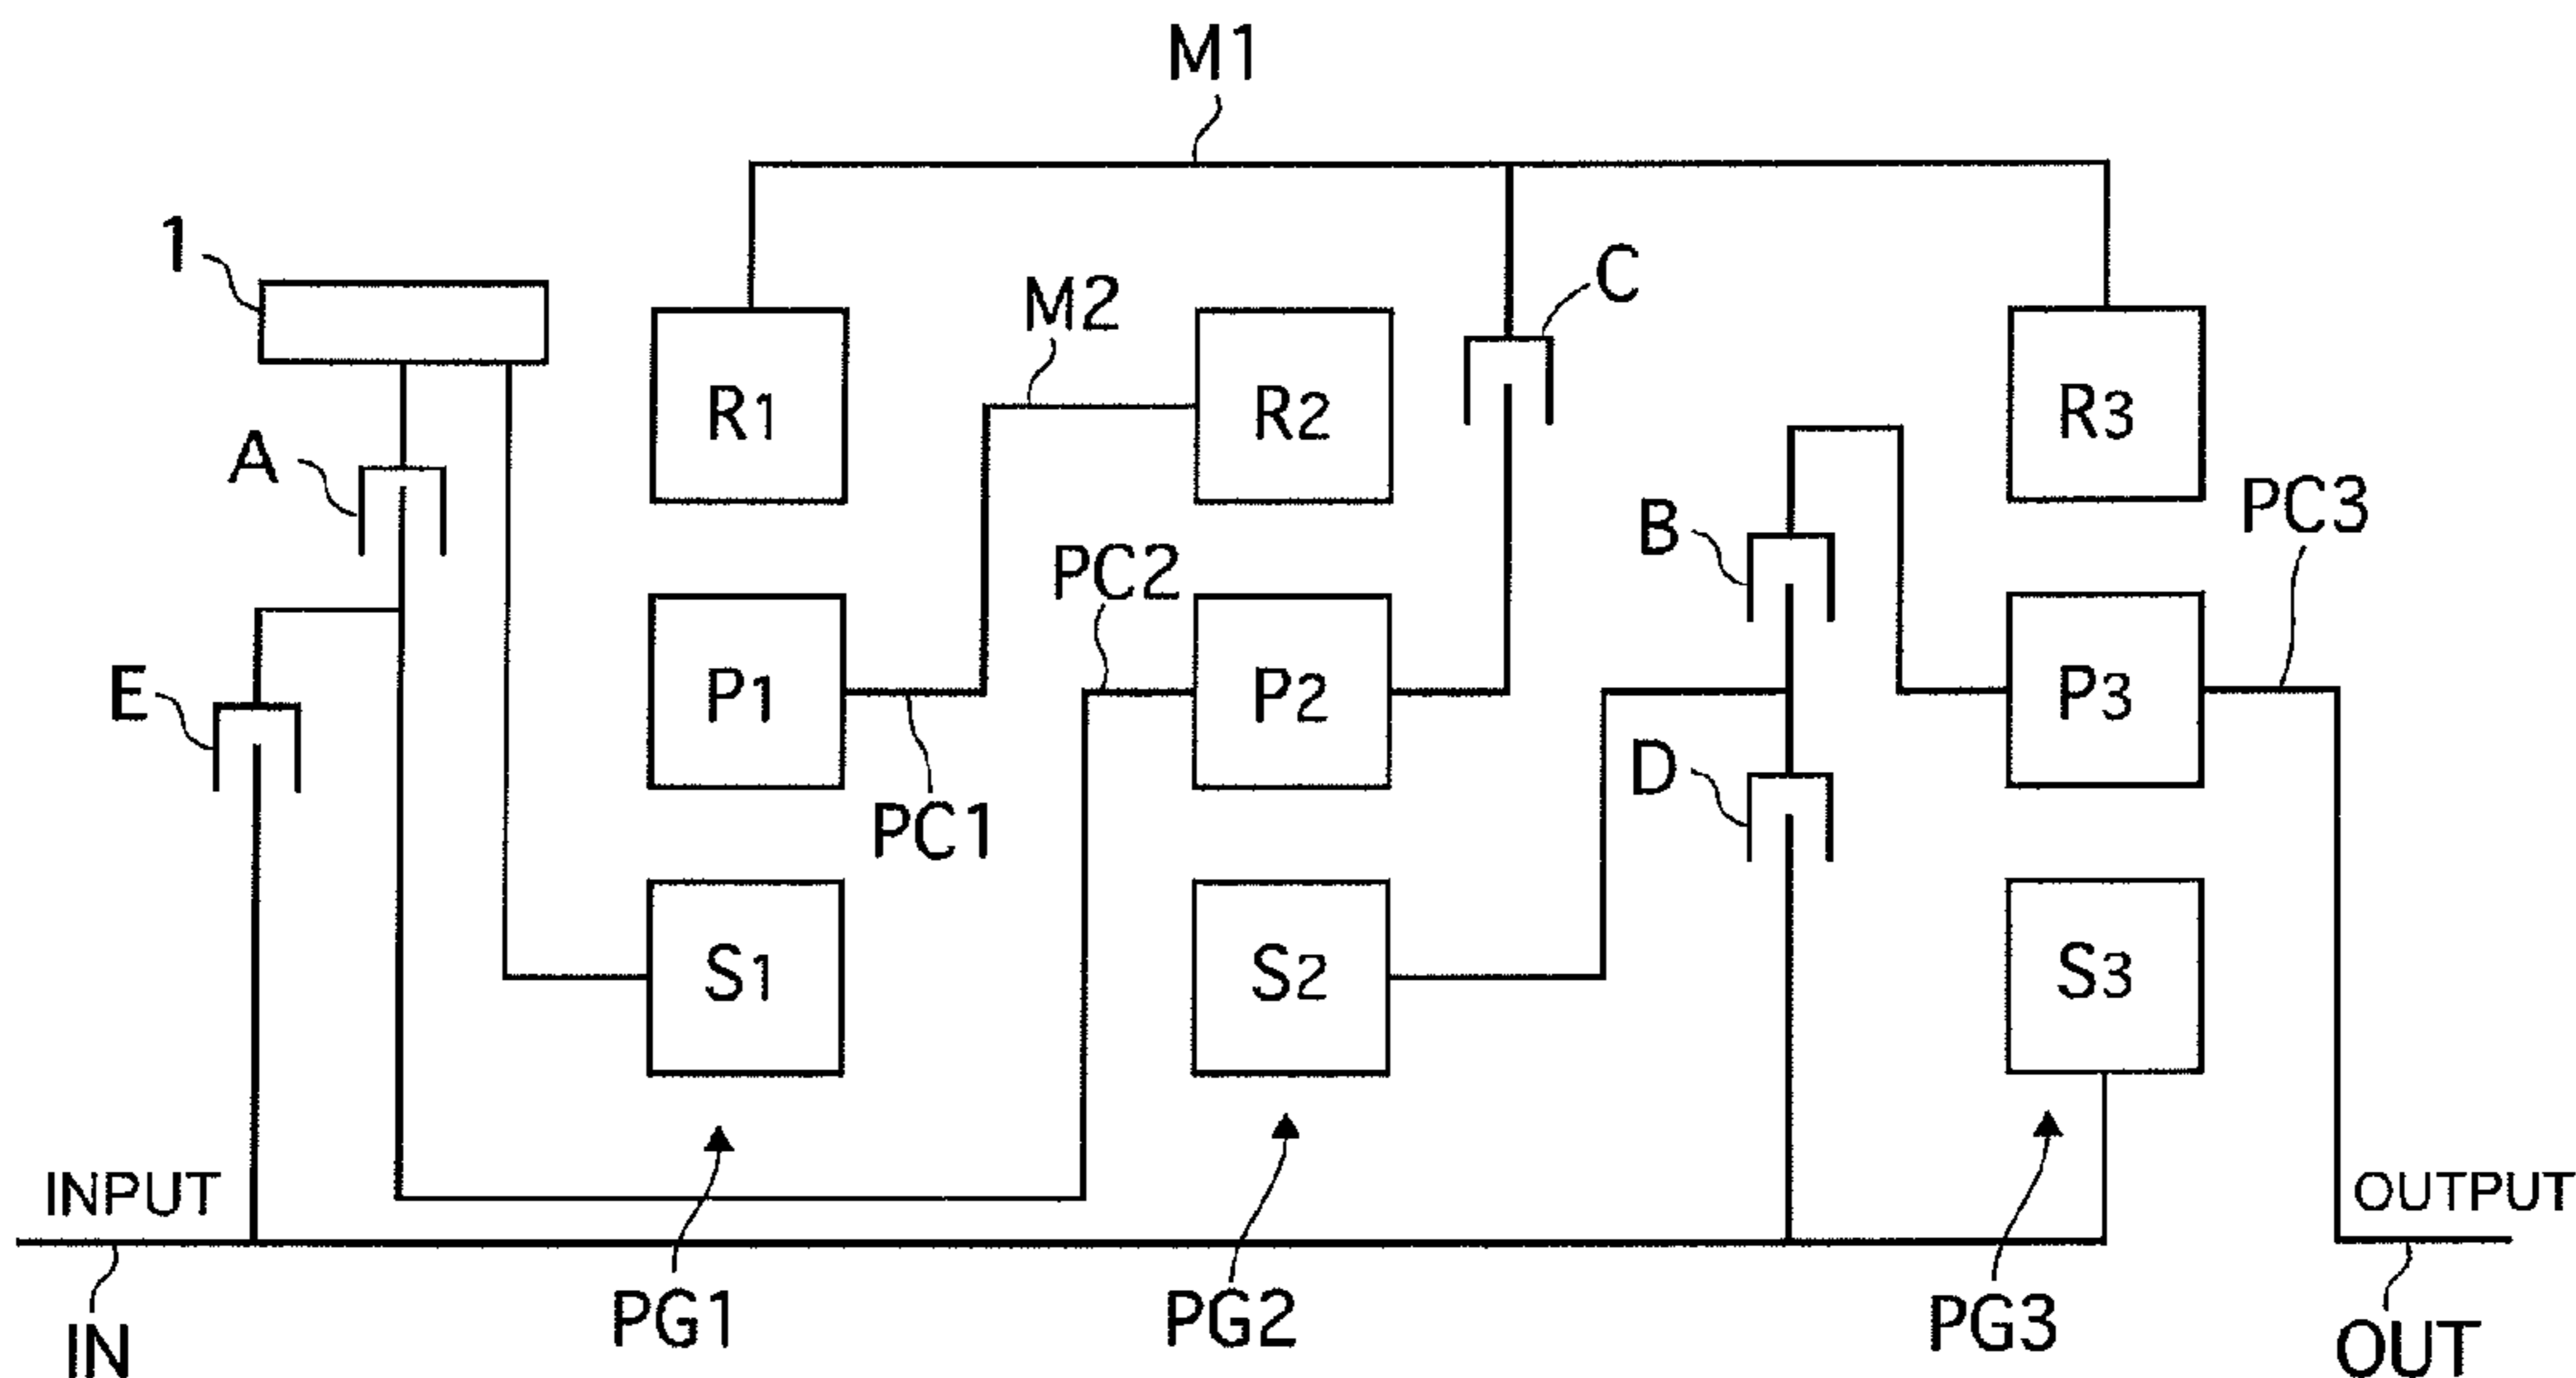 M1
1
M2
C
R1
R2
R3
A
B
PC3
PC2
E
P1
P2
P3
D
PC1
S1
S2
S3
INPUT
OUTPUT
IN
PG1
PG2
PG3
OUT